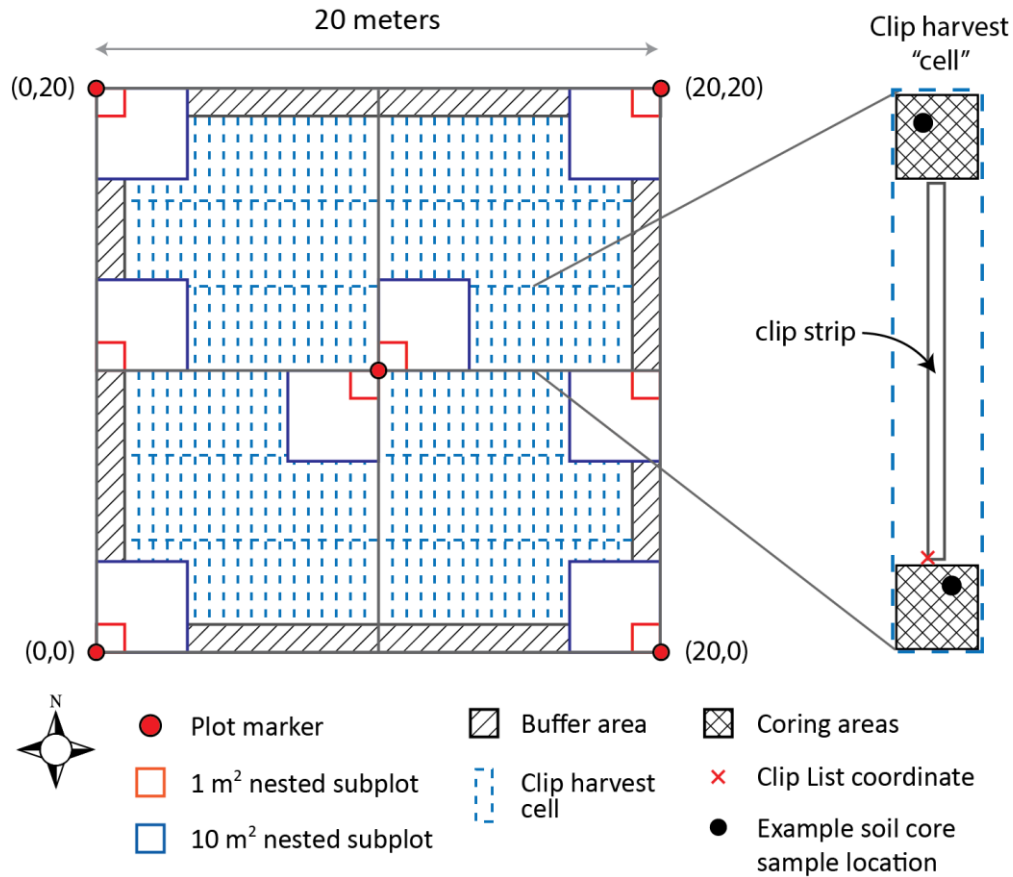 20 meters
Clip harvest
“cell”
(0,20)
(20,20)
clip strip
(0,0)
(20,0)
N
Plot marker
Buffer area
Coring areas
1 m² nested subplot
Clip harvest
cell
Clip List coordinate
10 m² nested subplot
Example soil core
sample location